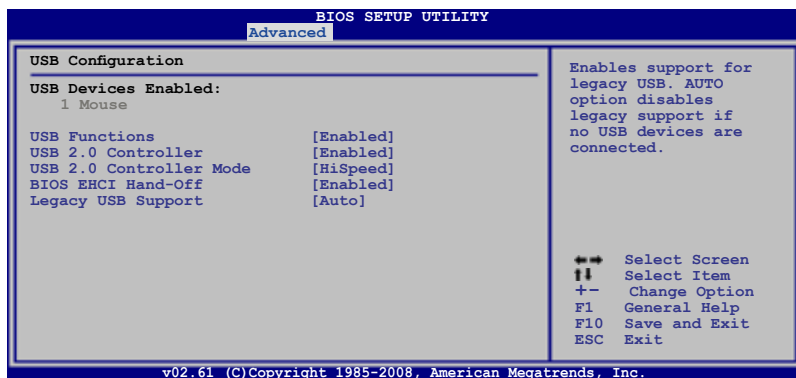 BIOS SETUP UTILITY
Advanced
USB Configuration
USB Devices Enabled:
1 Mouse
USB Functions [Enabled]
USB 2.0 Controller [Enabled]
USB 2.0 Controller Mode [HiSpeed]
BIOS EHCI Hand-Off [Enabled]
Legacy USB Support [Auto]
Enables support for
legacy USB. AUTO
option disables
legacy support if
no USB devices are
connected.
←→ Select Screen
↑↓ Select Item
+- Change Option
F1 General Help
F10 Save and Exit
ESC Exit
v02.61 (C)Copyright 1985-2008, American Megatrends, Inc.